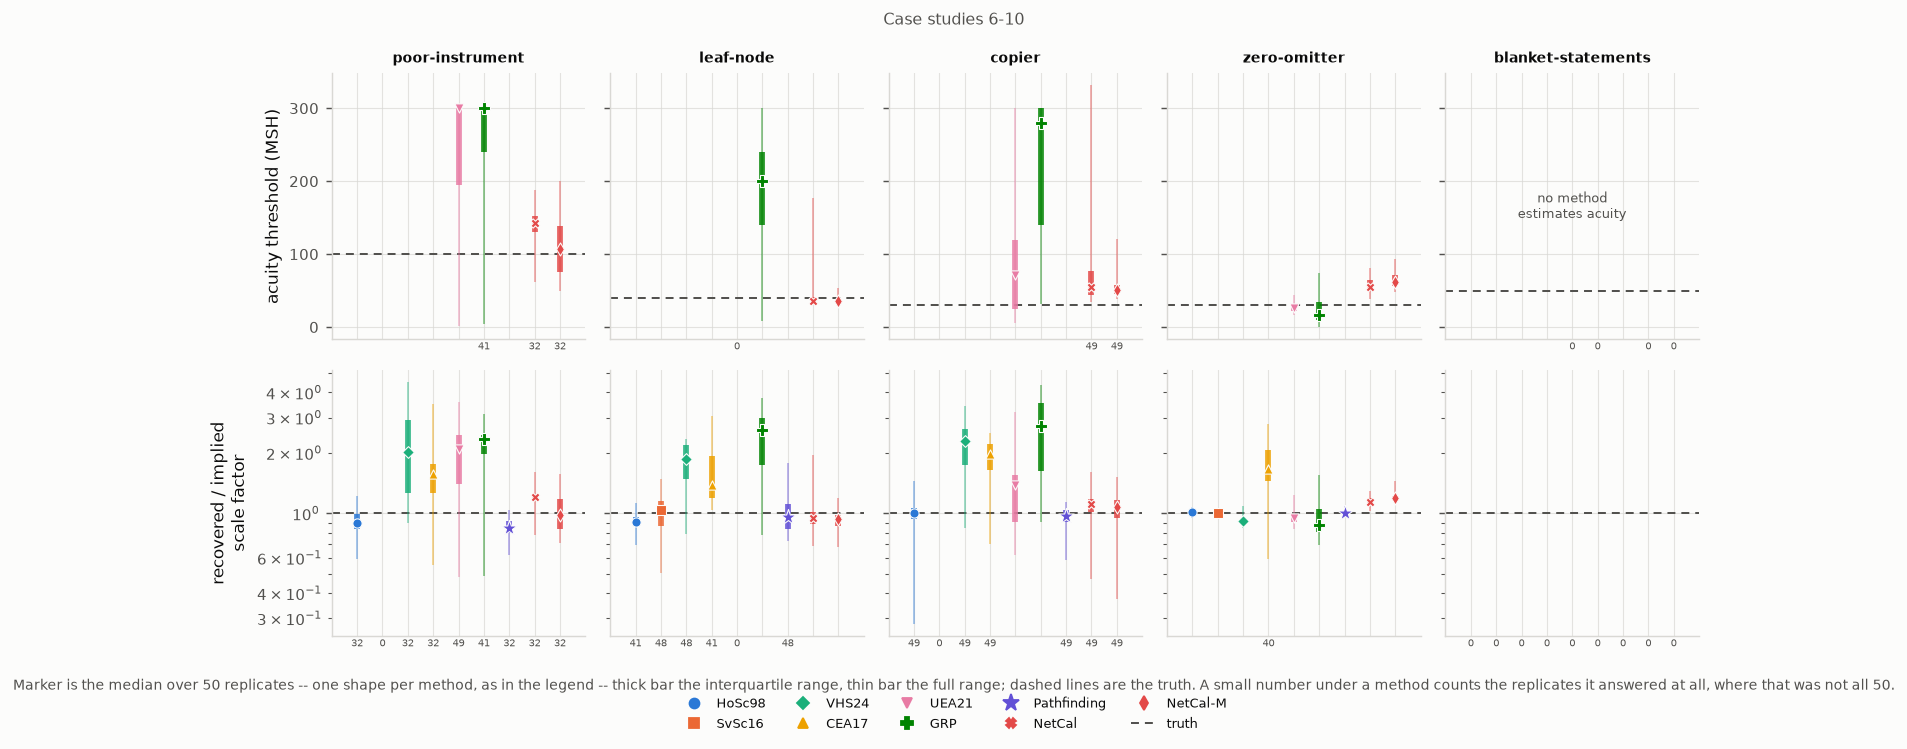 Case studies 6-10
poor-instrument
leaf-node
copier
zero-omitter
blanket-statements
acuity threshold (MSH)
300
200
100
0
no method
estimates acuity
41 32 32
0
49 49
0 0 0 0
recovered / implied
scale factor
4 × 10⁰
3 × 10⁰
2 × 10⁰
10⁰
6 × 10⁻¹
4 × 10⁻¹
3 × 10⁻¹
32 0 32 32 49 41 32 32 32
41 48 48 41 0 48
49 0 49 49 49 49 49
40
0 0 0 0 0 0 0 0 0
Marker is the median over 50 replicates -- one shape per method, as in the legend -- thick bar the interquartile range, thin bar the full range; dashed lines are the truth. A small number under a method counts the replicates it answered at all, where that was not all 50.
HoSc98 VHS24 UEA21 Pathfinding NetCal-M
SvSc16 CEA17 GRP NetCal truth